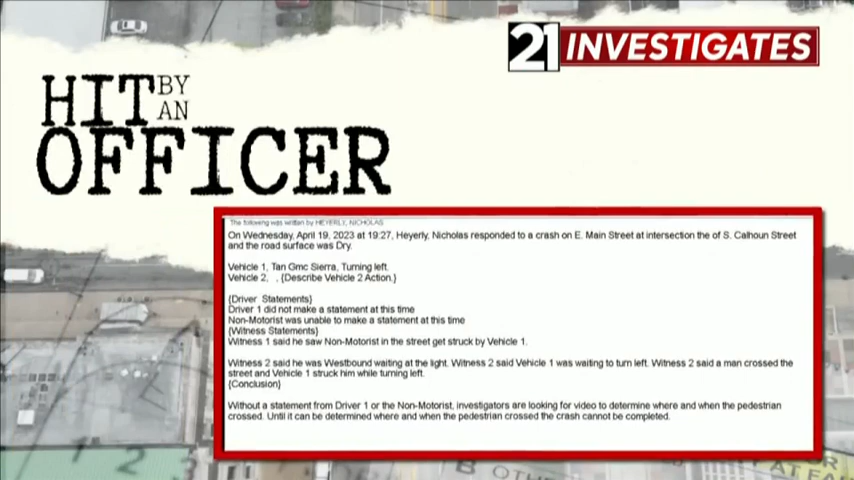 21 INVESTIGATES
HIT BY AN
OFFICER
The following was written by HEYERLY, NICHOLAS
On Wednesday, April 19, 2023 at 19:27, Heyerly, Nicholas responded to a crash on E. Main Street at intersection the of S. Calhoun Street
and the road surface was Dry.
Vehicle 1, Tan Gmc Sierra, Turning left.
Vehicle 2, , {Describe Vehicle 2 Action.}
{Driver Statements}
Driver 1 did not make a statement at this time
Non-Motorist was unable to make a statement at this time
{Witness Statements}
Witness 1 said he saw Non-Motorist in the street get struck by Vehicle 1.
Witness 2 said he was Westbound waiting at the light. Witness 2 said Vehicle 1 was waiting to turn left. Witness 2 said a man crossed the
street and Vehicle 1 struck him while turning left.
{Conclusion}
Without a statement from Driver 1 or the Non-Motorist, investigators are looking for video to determine where and when the pedestrian
crossed. Until it can be determined where and when the pedestrian crossed the crash cannot be completed.
1 2 3
B OTH
OR
AT FA